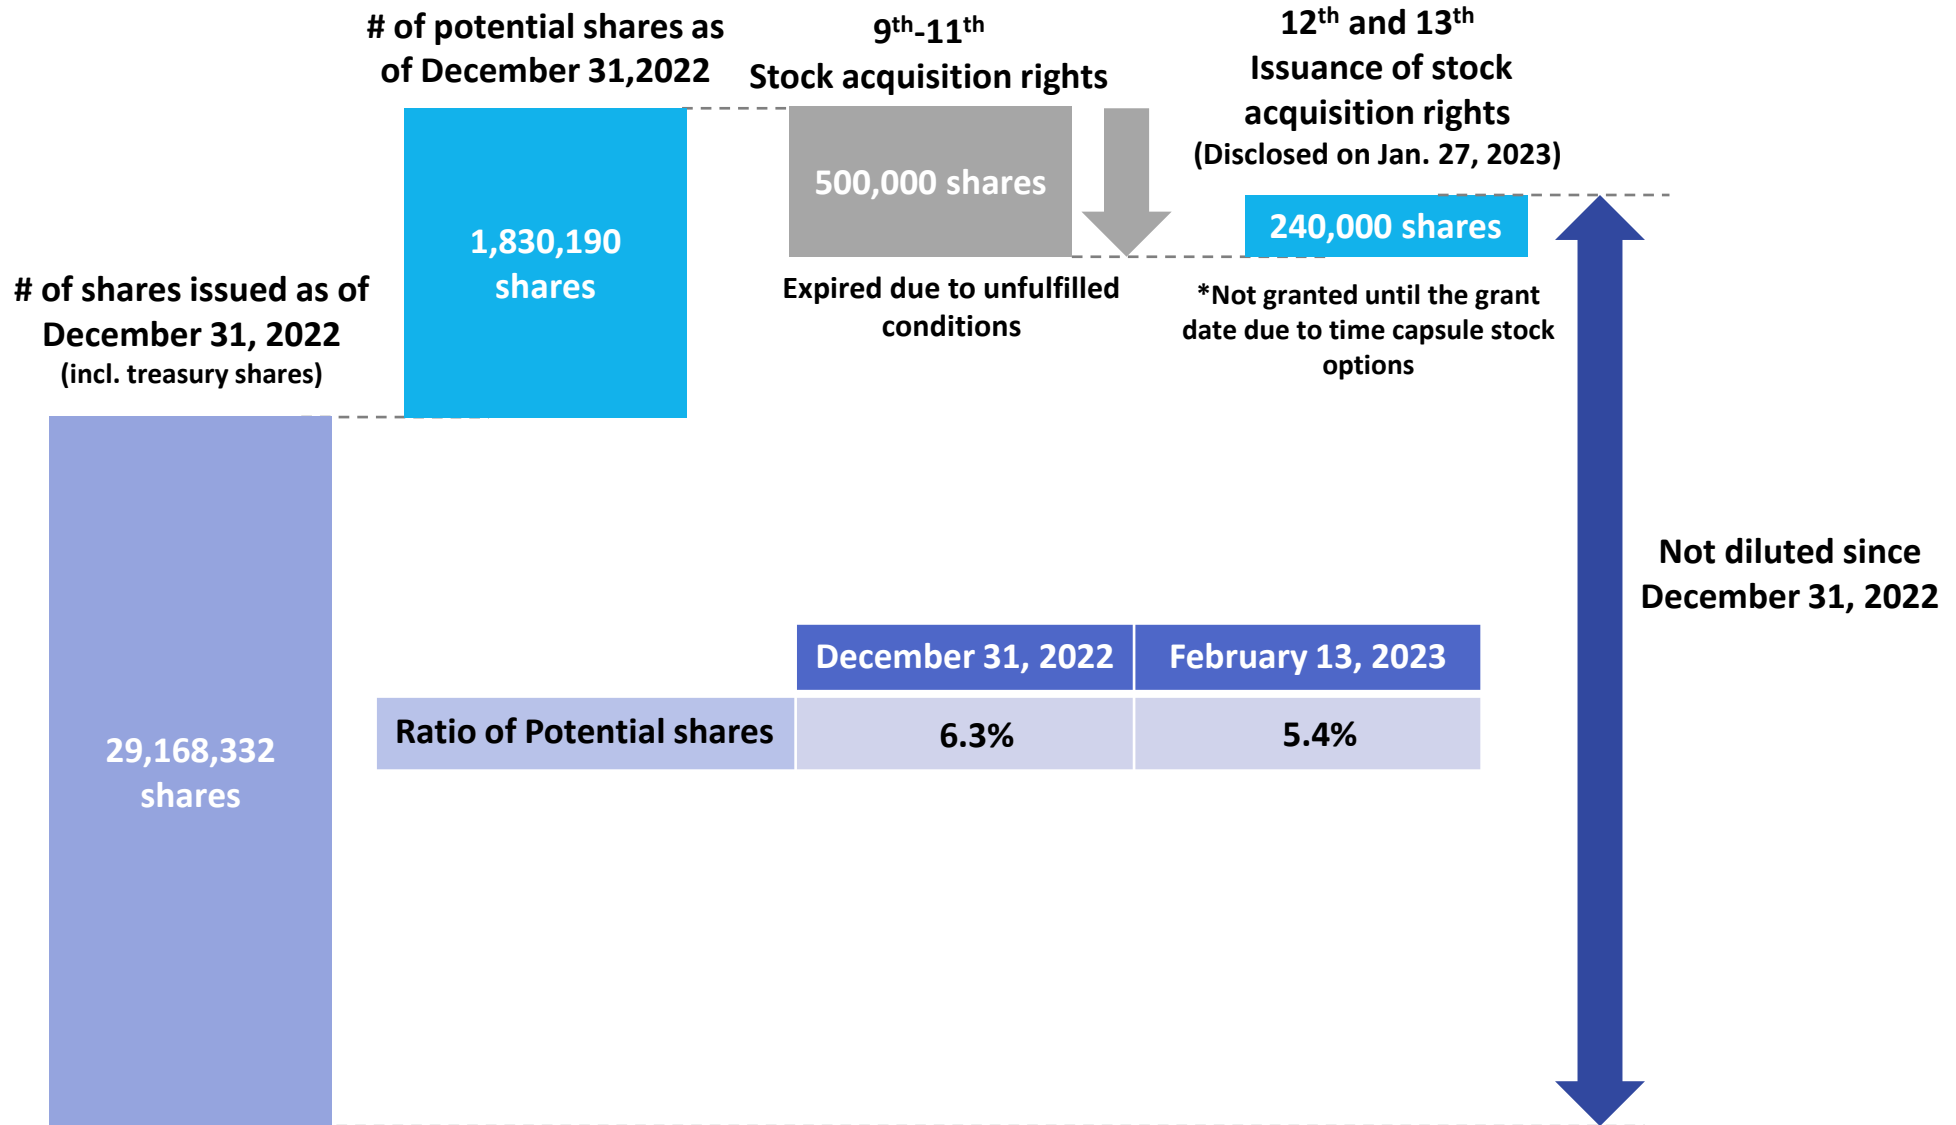 # of potential shares as
of December 31,2022
9th-11th
Stock acquisition rights
12th and 13th
Issuance of stock
acquisition rights
(Disclosed on Jan. 27, 2023)
1,830,190
shares
500,000 shares
240,000 shares
Expired due to unfulfilled
conditions
*Not granted until the grant
date due to time capsule stock
options
# of shares issued as of
December 31, 2022
(incl. treasury shares)
29,168,332
shares
Not diluted since
December 31, 2022
December 31, 2022
February 13, 2023
Ratio of Potential shares
6.3%
5.4%